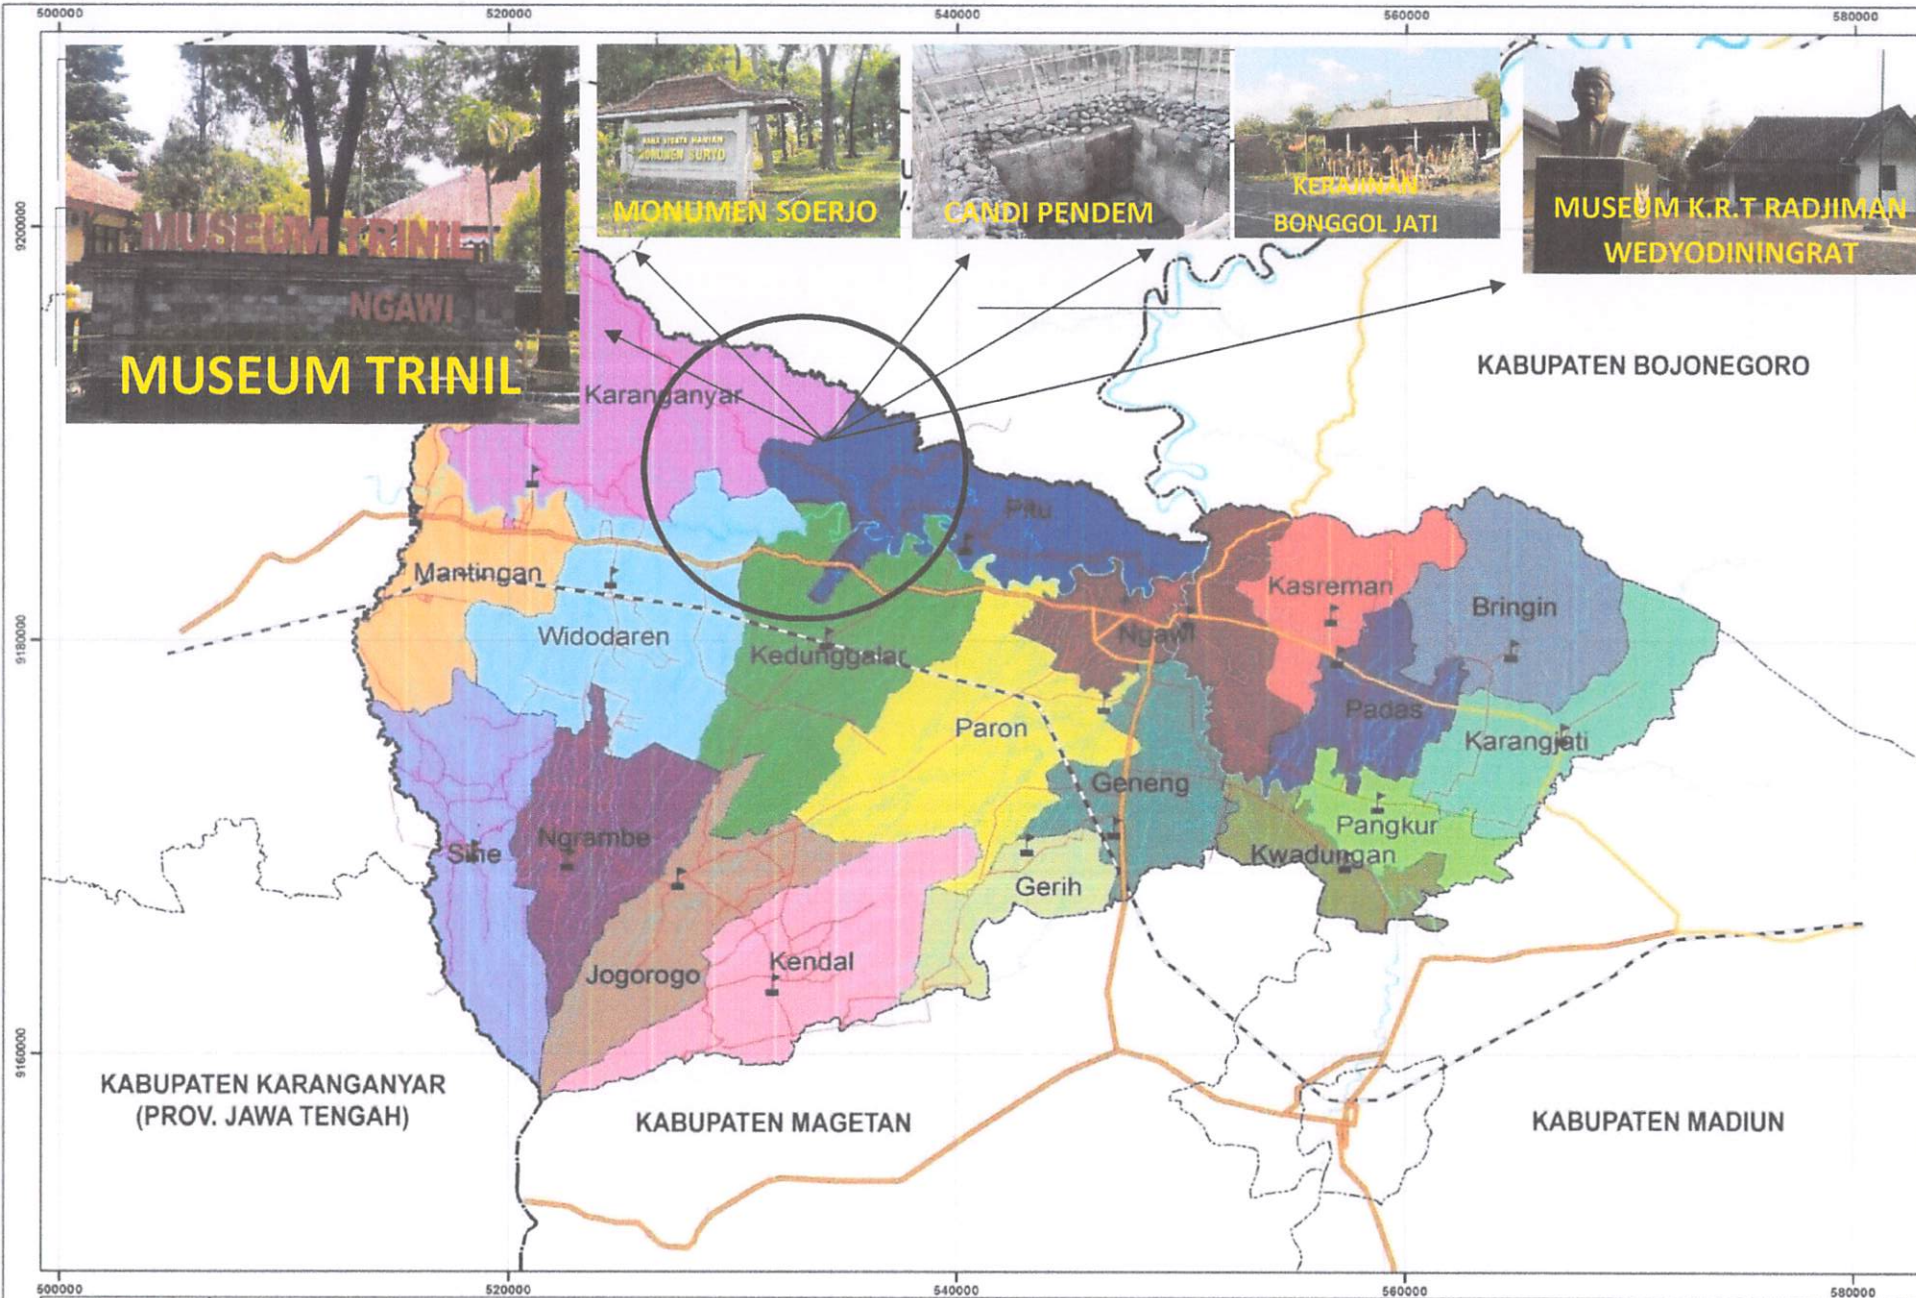 500000
520000
540000
560000
580000
MUSEUM TRINIL
NGAWI
MUSEUM TRINIL
MONUMEN SURYO
MONUMEN SOERJO
CANDI PENDEM
KERAJINAN
BONGGOL JATI
MUSEUM K.R.T RADJIMAN
WEDYODININGRAT
9200000
KABUPATEN BOJONEGORO
Karanganyar
Pitu
Mantingan
Kasreman
Bringin
9180000
Widodaren
Kedunggalar
Ngawi
Paron
Padas
Karangjati
Geneng
Pangkur
Ngrambe
Sine
Kwadungan
Gerih
Jogorogo
Kendal
9160000
KABUPATEN KARANGANYAR
(PROV. JAWA TENGAH)
KABUPATEN MAGETAN
KABUPATEN MADIUN
500000
520000
540000
560000
580000